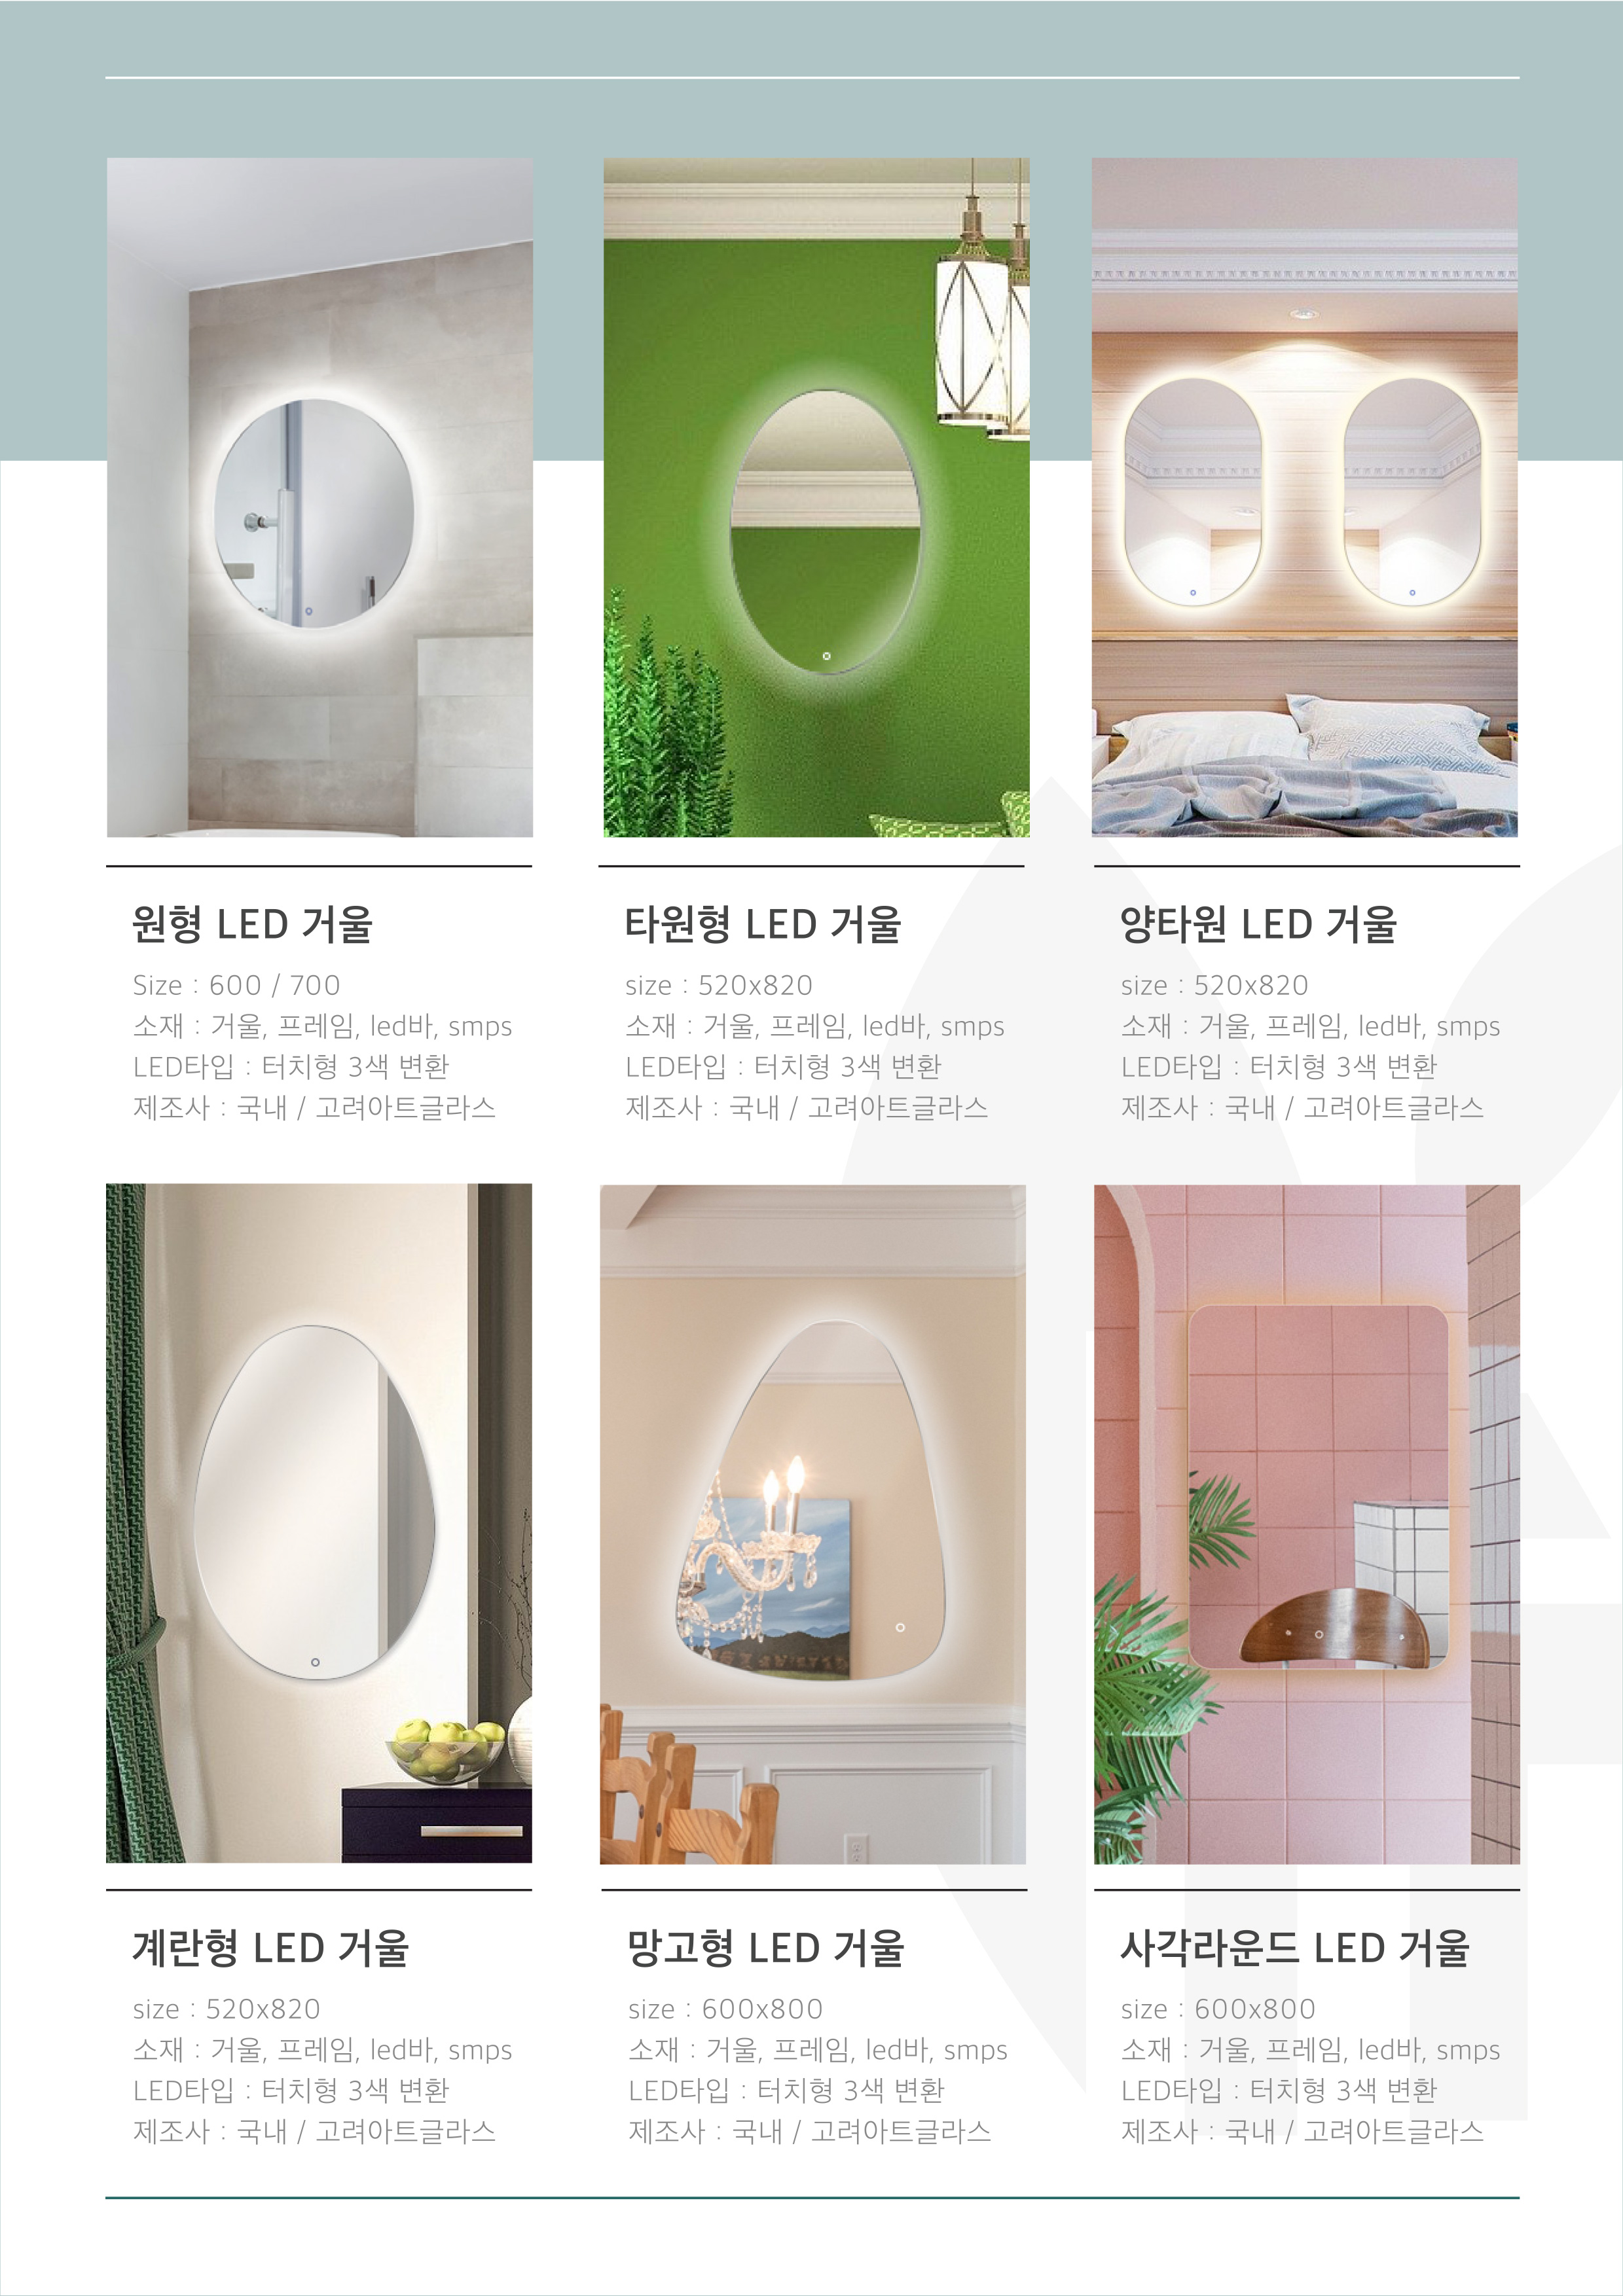 원형 LED 거울
Size : 600 / 700
소재 : 거울, 프레임, led바, smps
LED타입 : 터치형 3색 변환
제조사 : 국내 / 고려아트글라스
타원형 LED 거울
size : 520x820
소재 : 거울, 프레임, led바, smps
LED타입 : 터치형 3색 변환
제조사 : 국내 / 고려아트글라스
양타원 LED 거울
size : 520x820
소재 : 거울, 프레임, led바, smps
LED타입 : 터치형 3색 변환
제조사 : 국내 / 고려아트글라스
계란형 LED 거울
size : 520x820
소재 : 거울, 프레임, led바, smps
LED타입 : 터치형 3색 변환
제조사 : 국내 / 고려아트글라스
망고형 LED 거울
size : 600x800
소재 : 거울, 프레임, led바, smps
LED타입 : 터치형 3색 변환
제조사 : 국내 / 고려아트글라스
사각라운드 LED 거울
size : 600x800
소재 : 거울, 프레임, led바, smps
LED타입 : 터치형 3색 변환
제조사 : 국내 / 고려아트글라스